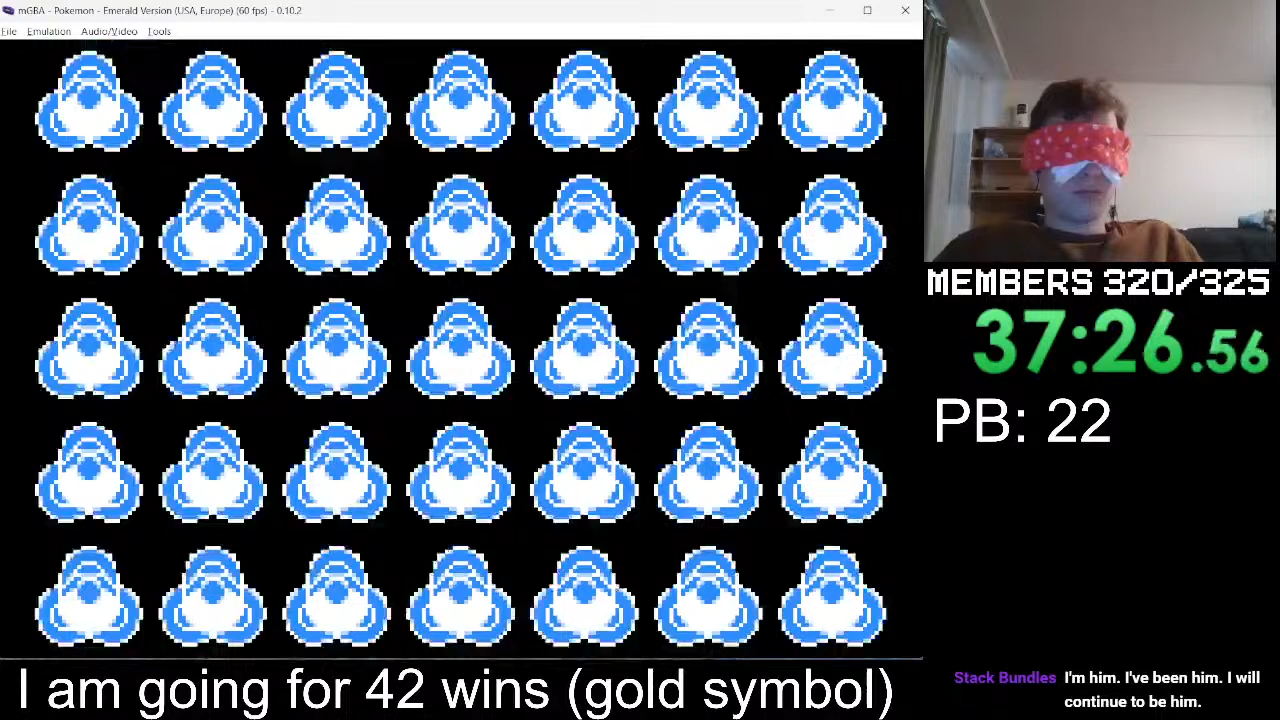 mGBA - Pokemon - Emerald Version (USA, Europe) (60 fps) - 0.10.2
File Emulation Audio/Video Tools
MEMBERS 320/325
37:26.56
PB: 22
I am going for 42 wins (gold symbol)
Stack Bundles I'm him. I've been him. I will
continue to be him.